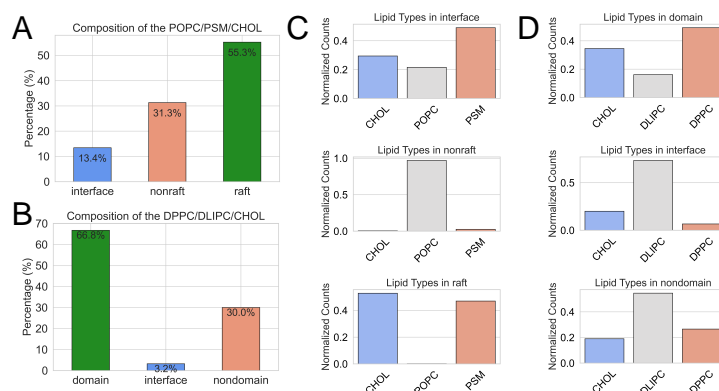 A
Composition of the POPC/PSM/CHOL
Percentage (%)
50
40
30
20
10
0
13.4%
31.3%
55.3%
interface
nonraft
raft
B
Composition of the DPPC/DLIPC/CHOL
Percentage (%)
70
60
50
40
30
20
10
0
66.8%
3.2%
30.0%
domain
interface
nondomain
C
Lipid Types in interface
Normalized Counts
0.4
0.2
0.0
CHOL
POPC
PSM
Lipid Types in nonraft
Normalized Counts
1.0
0.5
0.0
CHOL
POPC
PSM
Lipid Types in raft
Normalized Counts
0.4
0.2
0.0
CHOL
POPC
PSM
D
Lipid Types in domain
Normalized Counts
0.4
0.2
0.0
CHOL
DLIPC
DPPC
Lipid Types in interface
Normalized Counts
0.5
0.0
CHOL
DLIPC
DPPC
Lipid Types in nondomain
Normalized Counts
0.4
0.2
0.0
CHOL
DLIPC
DPPC